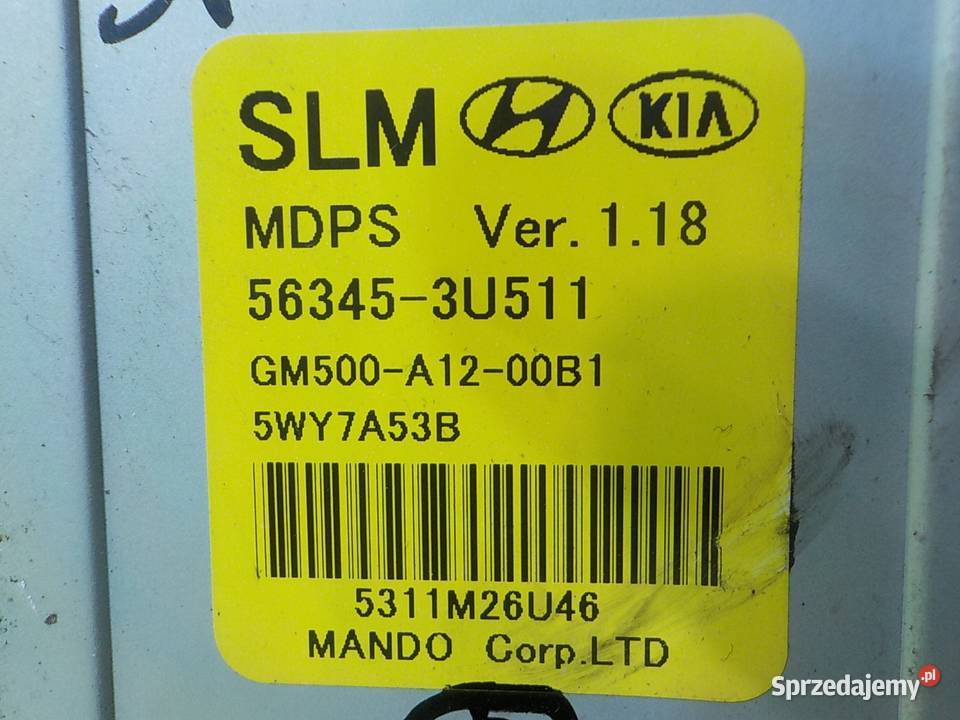 SLM KIA
MDPS Ver. 1.18
56345-3U511
GM500-A12-00B1
5WY7A53B
5311M26U46
MANDO Corp.LTD
Sprzedajemy.pl